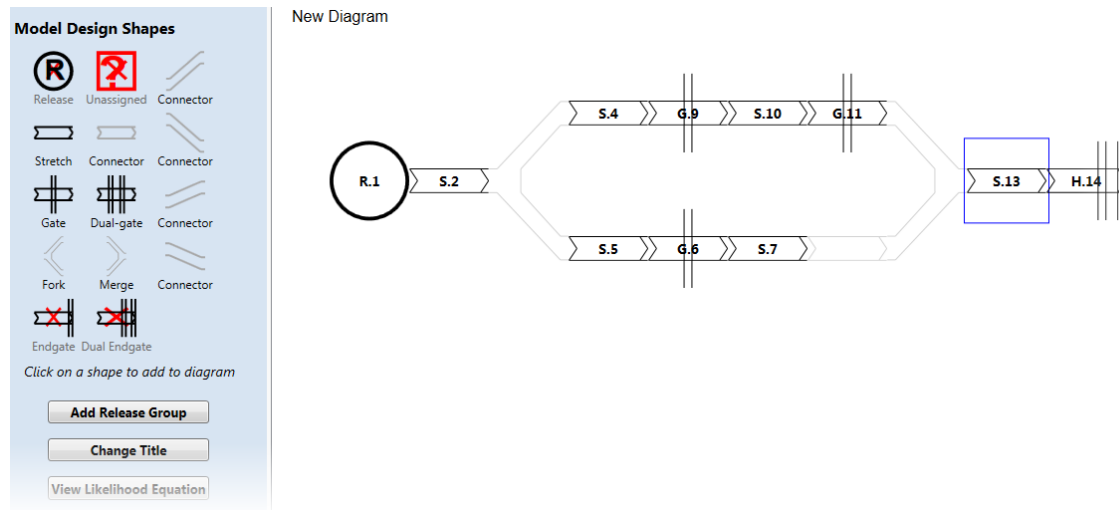 Model Design Shapes
R
Release
Unassigned
Connector
Stretch
Connector
Connector
Gate
Dual-gate
Connector
Fork
Merge
Connector
Endgate
Dual Endgate
Click on a shape to add to diagram
Add Release Group
Change Title
View Likelihood Equation
New Diagram
S.4
G.9
S.10
G.11
R.1
S.2
S.13
H.14
S.5
G.6
S.7